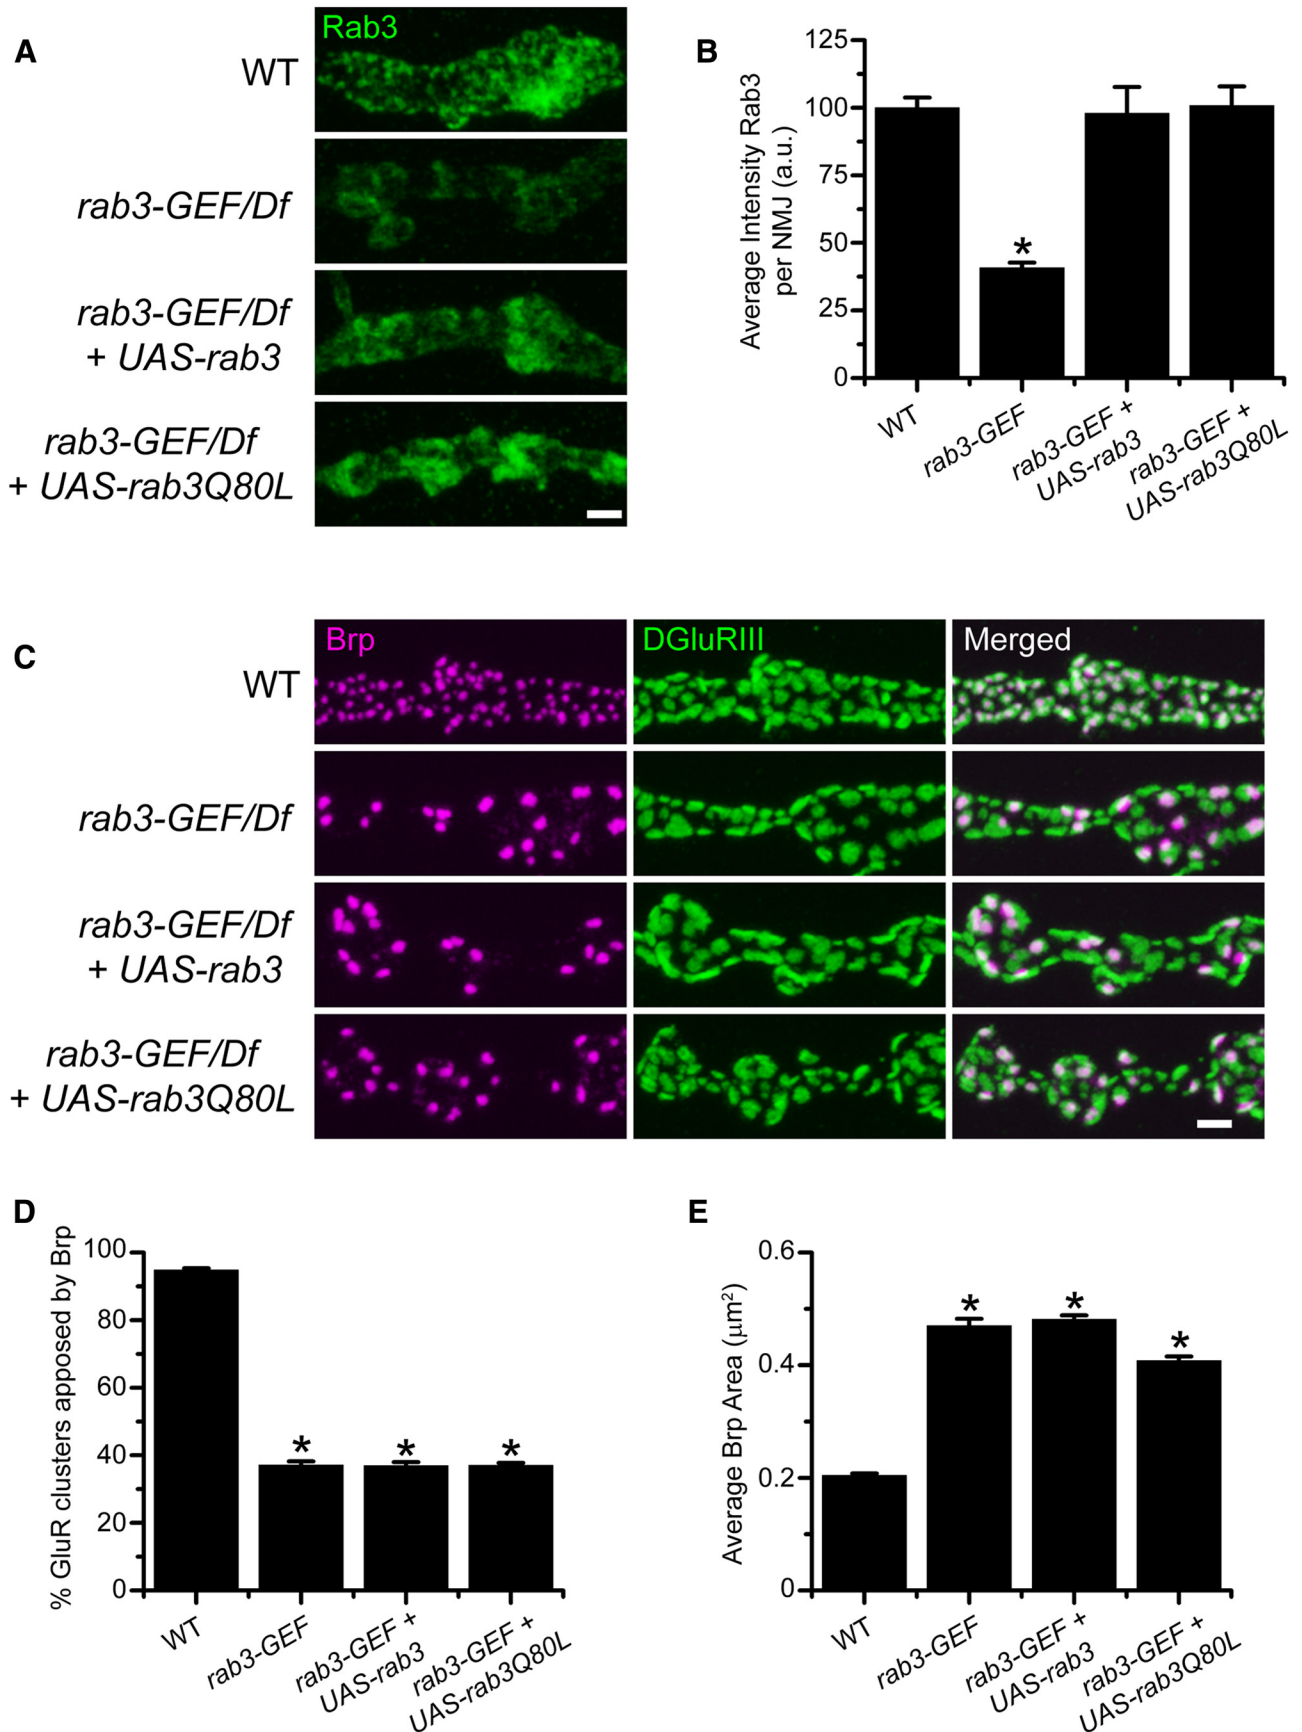 A
Rab3
WT
rab3-GEF/Df
rab3-GEF/Df
+ UAS-rab3
rab3-GEF/Df
+ UAS-rab3Q80L
B
Average Intensity Rab3
per NMJ (a.u.)
125
100
75
50
25
0
*
WT
rab3-GEF
rab3-GEF +
UAS-rab3
rab3-GEF +
UAS-rab3Q80L
C
Brp
DGluRIII
Merged
WT
rab3-GEF/Df
rab3-GEF/Df
+ UAS-rab3
rab3-GEF/Df
+ UAS-rab3Q80L
D
% GluR clusters apposed by Brp
100
80
60
40
20
0
* * *
WT
rab3-GEF
rab3-GEF +
UAS-rab3
rab3-GEF +
UAS-rab3Q80L
E
Average Brp Area (μm²)
0.6
0.4
0.2
0
* * *
WT
rab3-GEF
rab3-GEF +
UAS-rab3
rab3-GEF +
UAS-rab3Q80L